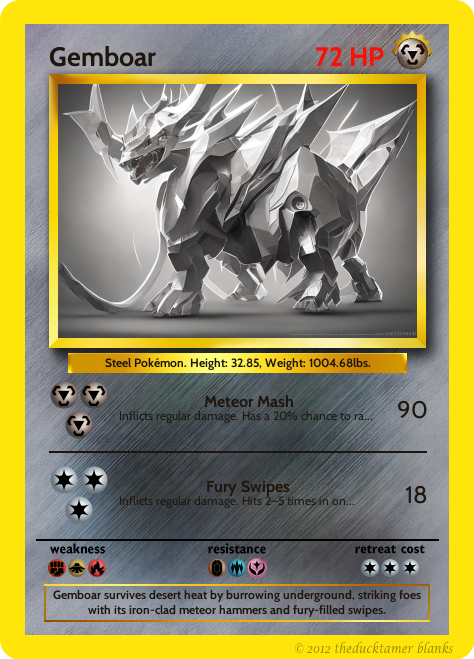 Gemboar
72 HP
Steel Pokémon. Height: 32.85, Weight: 1004.68lbs.
Meteor Mash
Inflicts regular damage. Has a 20% chance to ra...
90
Fury Swipes
Inflicts regular damage. Hits 2–5 times in on...
18
weakness
resistance
retreat cost
Gemboar survives desert heat by burrowing underground, striking foes
with its iron-clad meteor hammers and fury-filled swipes.
© 2012 theducktamer blanks